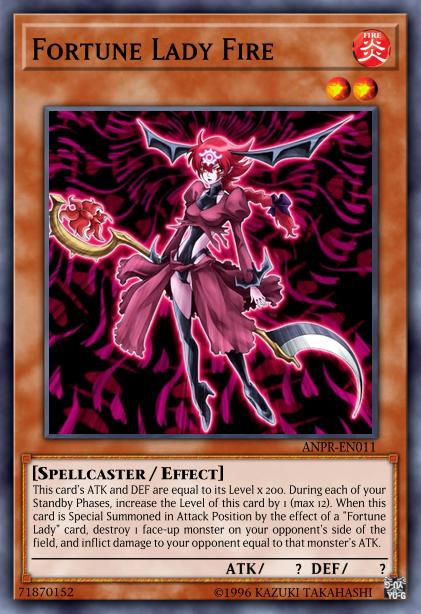 FORTUNE LADY FIRE
FIRE
炎
ANPR-EN011
[SPELLCASTER / EFFECT]
This card's ATK and DEF are equal to its Level x 200. During each of your
Standby Phases, increase the Level of this card by 1 (max 12). When this
card is Special Summoned in Attack Position by the effect of a "Fortune
Lady" card, destroy 1 face-up monster on your opponent's side of the
field, and inflict damage to your opponent equal to that monster's ATK.
ATK/ ? DEF/ ?
71870152
©1996 KAZUKI TAKAHASHI